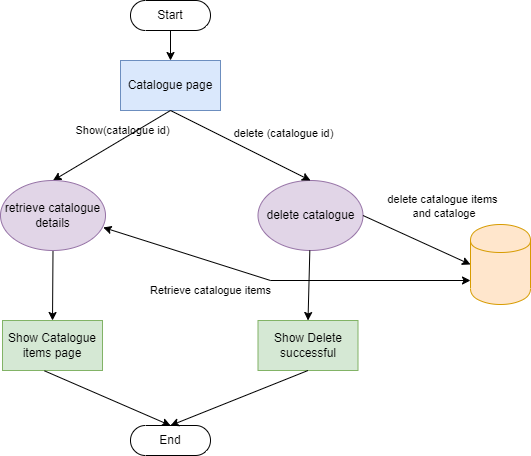 Start
Catalogue page
Show(catalogue id)
delete (catalogue id)
retrieve catalogue
details
delete catalogue
delete catalogue items
and cataloge
Retrieve catalogue items
Show Catalogue
items page
Show Delete
successful
End